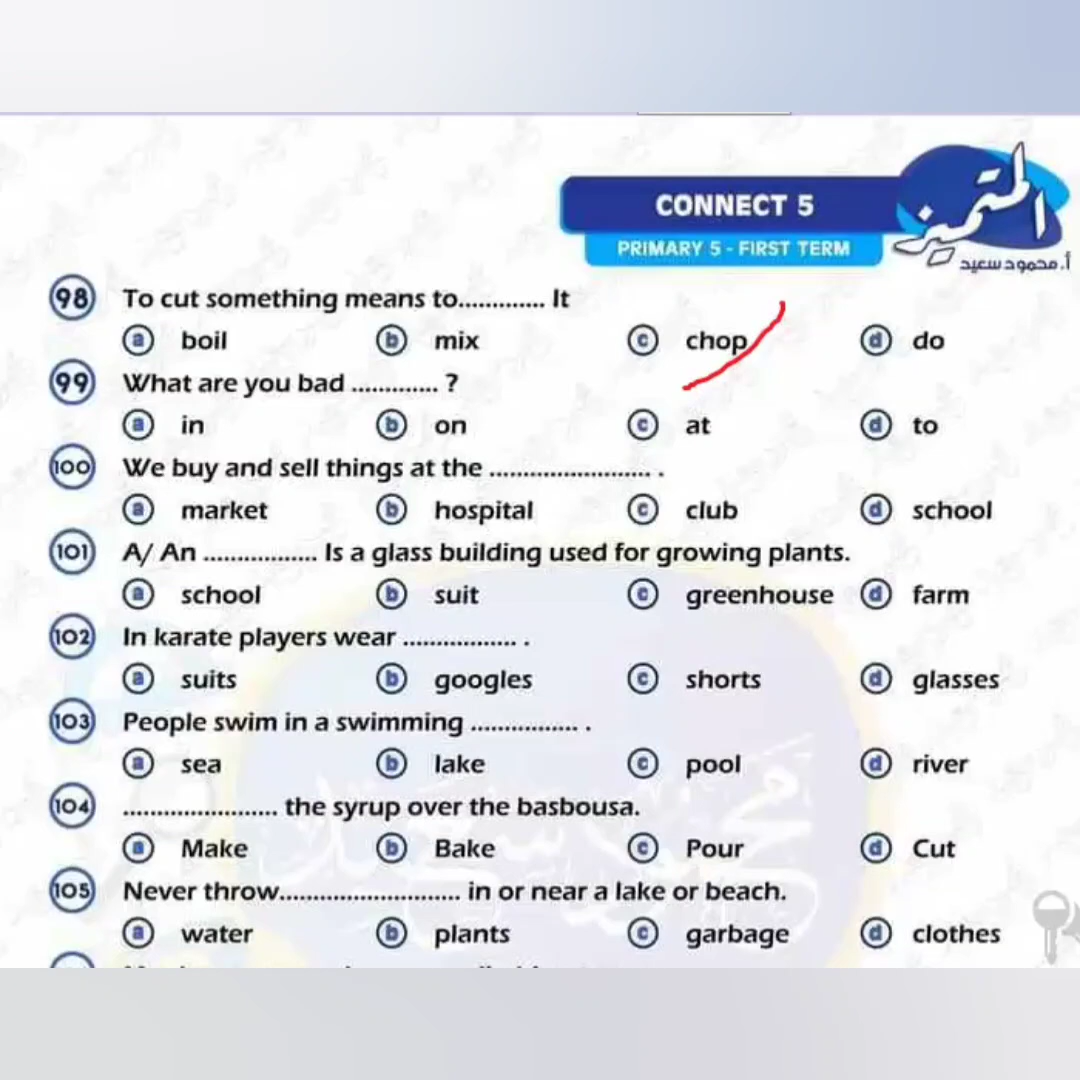 CONNECT 5
PRIMARY 5 - FIRST TERM
المتميز
أ. محمود سعيد
98 To cut something means to............. It
a boil b mix c chop d do
99 What are you bad ............. ?
a in b on c at d to
100 We buy and sell things at the ........................ .
a market b hospital c club d school
101 A/ An ................. Is a glass building used for growing plants.
a school b suit c greenhouse d farm
102 In karate players wear ................. .
a suits b googles c shorts d glasses
103 People swim in a swimming ................ .
a sea b lake c pool d river
104 ....................... the syrup over the basbousa.
a Make b Bake c Pour d Cut
105 Never throw........................... in or near a lake or beach.
a water b plants c garbage d clothes